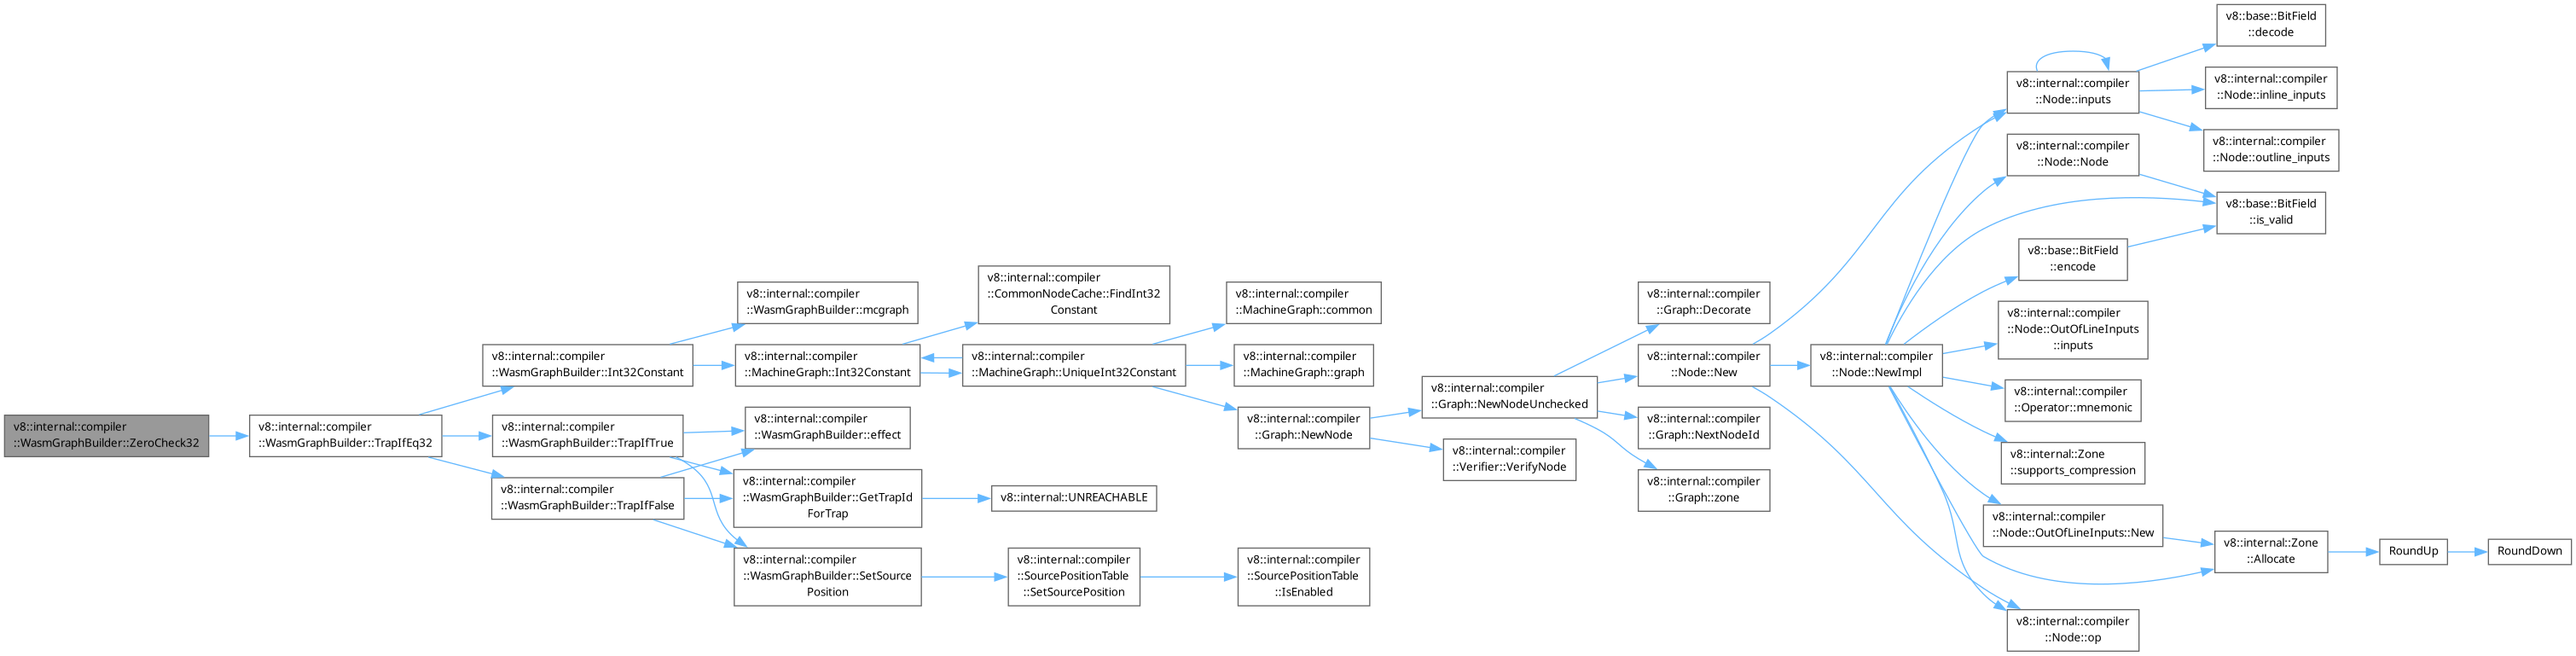 v8::internal::compiler
::WasmGraphBuilder::ZeroCheck32
v8::internal::compiler
::WasmGraphBuilder::TrapIfEq32
v8::internal::compiler
::WasmGraphBuilder::Int32Constant
v8::internal::compiler
::WasmGraphBuilder::TrapIfTrue
v8::internal::compiler
::WasmGraphBuilder::TrapIfFalse
v8::internal::compiler
::WasmGraphBuilder::mcgraph
v8::internal::compiler
::MachineGraph::Int32Constant
v8::internal::compiler
::WasmGraphBuilder::effect
v8::internal::compiler
::WasmGraphBuilder::GetTrapId
ForTrap
v8::internal::compiler
::WasmGraphBuilder::SetSource
Position
v8::internal::compiler
::CommonNodeCache::FindInt32
Constant
v8::internal::compiler
::MachineGraph::UniqueInt32Constant
v8::internal::UNREACHABLE
v8::internal::compiler
::SourcePositionTable
::SetSourcePosition
v8::internal::compiler
::MachineGraph::common
v8::internal::compiler
::MachineGraph::graph
v8::internal::compiler
::Graph::NewNode
v8::internal::compiler
::SourcePositionTable
::IsEnabled
v8::internal::compiler
::Graph::NewNodeUnchecked
v8::internal::compiler
::Verifier::VerifyNode
v8::internal::compiler
::Graph::Decorate
v8::internal::compiler
::Node::New
v8::internal::compiler
::Graph::NextNodeId
v8::internal::compiler
::Graph::zone
v8::internal::compiler
::Node::NewImpl
v8::internal::compiler
::Node::inputs
v8::internal::compiler
::Node::Node
v8::base::BitField
::encode
v8::internal::compiler
::Node::OutOfLineInputs
::inputs
v8::internal::compiler
::Operator::mnemonic
v8::internal::Zone
::supports_compression
v8::internal::compiler
::Node::OutOfLineInputs::New
v8::internal::compiler
::Node::op
v8::base::BitField
::decode
v8::internal::compiler
::Node::inline_inputs
v8::internal::compiler
::Node::outline_inputs
v8::base::BitField
::is_valid
v8::internal::Zone
::Allocate
RoundUp
RoundDown